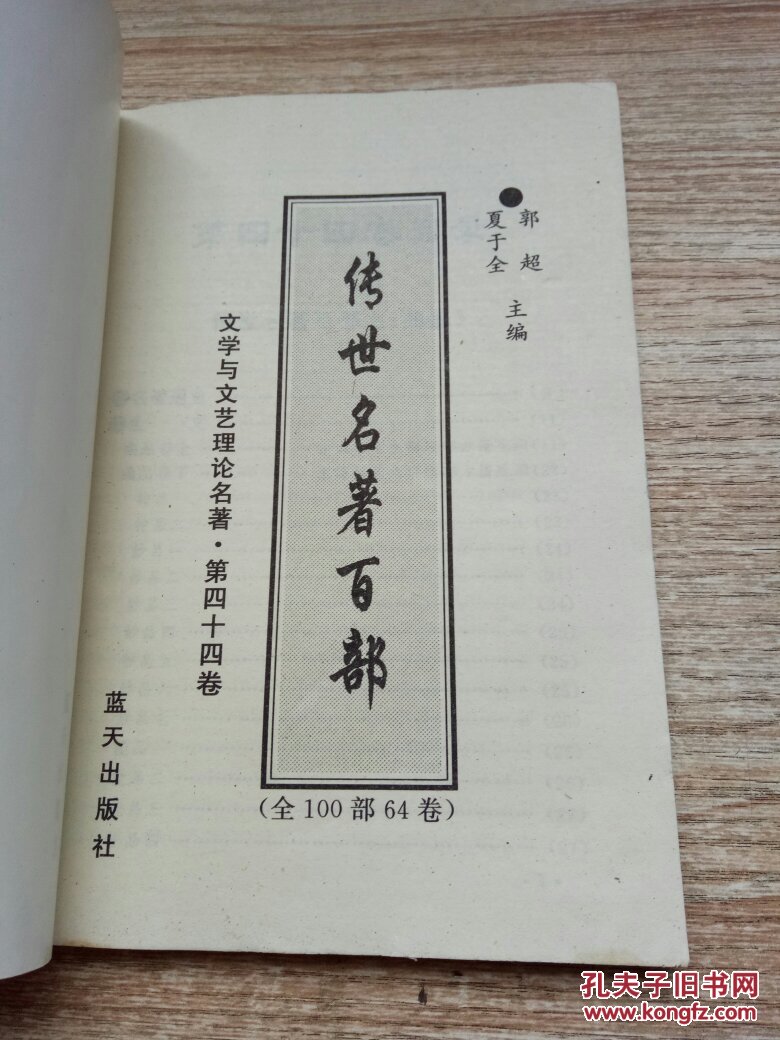 郭超
夏于全
主编
传世名著百部
文学与文艺理论名著·第四十四卷
蓝天出版社
(全100部64卷)
孔夫子旧书网
www.kongfz.com